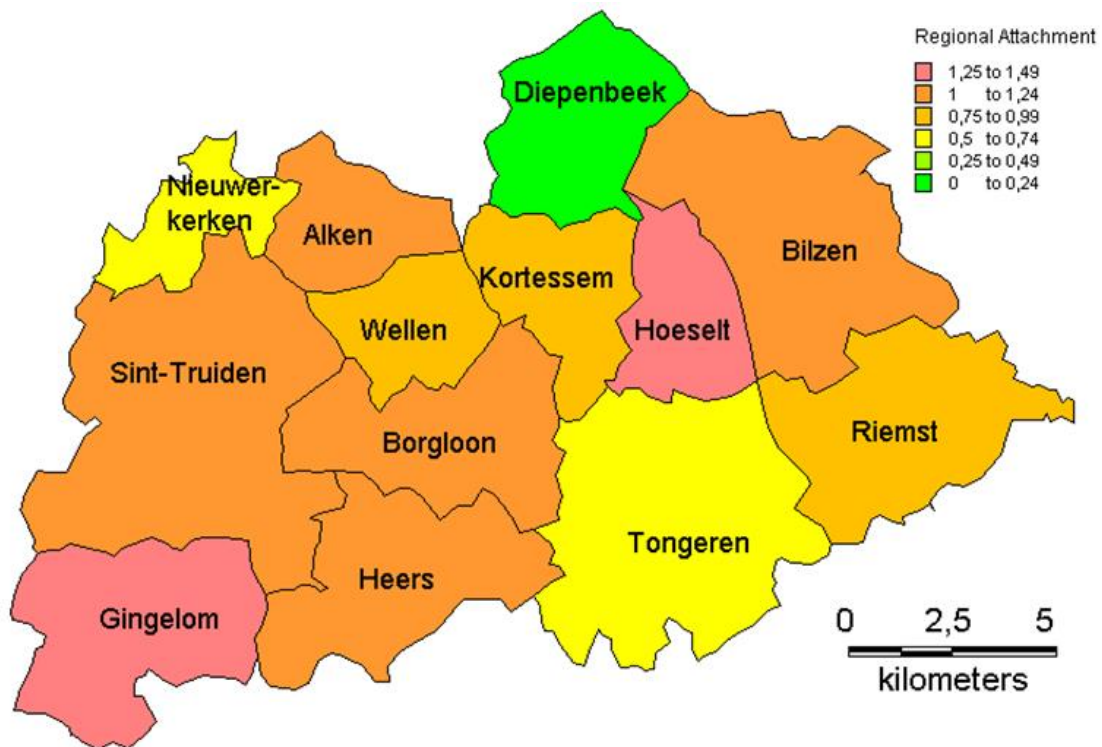 Regional Attachment
1,25 to 1,49
1 to 1,24
0,75 to 0,99
0,5 to 0,74
0,25 to 0,49
0 to 0,24
Diepenbeek
Nieuwer-
kerken
Alken
Kortessem
Bilzen
Wellen
Hoeselt
Sint-Truiden
Borgloon
Riemst
Tongeren
Heers
Gingelom
0 2,5 5
kilometers